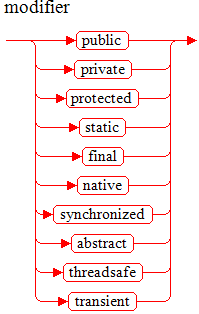 modifier
public
private
protected
static
final
native
synchronized
abstract
threadsafe
transient